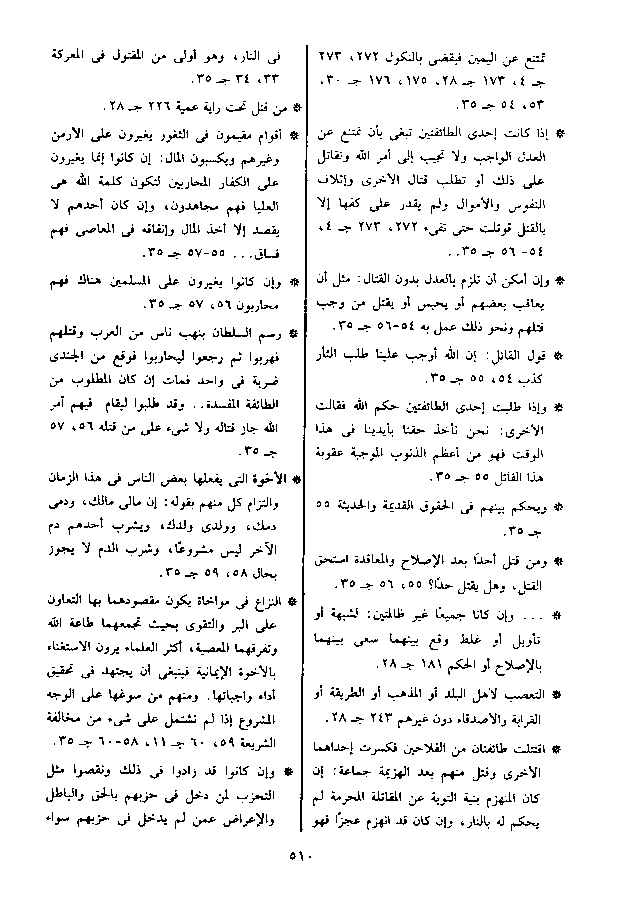 تمتنع عن اليمين فيقضى بالنكول ٢٧٢، ٢٧٣
جـ ٤، ١٧٣ جـ ٢٨، ١٧٥، ١٧٦ جـ ٣٠،
٥٣، ٥٤ جـ ٣٥.
* إذا كانت إحدى الطائفتين تبغى بأن تمتنع عن
العدل الواجب ولا تجيب إلى أمر الله وتقاتل
على ذلك أو تطلب قتال الأخرى وإتلاف
النفوس والأموال ولم يقدر على كفها إلا
بالقتل قوتلت حتى تفىء ٢٧٢، ٢٧٣ جـ ٤،
٥٤- ٥٦ جـ ٣٥..
* وإن أمكن أن تلزم بالعدل بدون القتال: مثل أن
يعاقب بعضهم أو يحبس أو يقتل من وجب
قتلهم ونحو ذلك عمل به ٥٤-٥٦ جـ ٣٥.
* قول القائل: إن الله أوجب علينا طلب الثأر
كذب ٥٤، ٥٥ جـ ٣٥.
* وإذا طلبت إحدى الطائفتين حكم الله فقالت
الأخرى: نحن نأخذ حقنا بأيدينا فى هذا
الوقت فهو من أعظم الذنوب الموجبة عقوبة
هذا القائل ٥٥ جـ ٣٥.
* ويحكم بينهم فى الحقوق القديمة والحديثة ٥٥
جـ ٣٥.
* ومن قتل أحدًا بعد الإصلاح والمعاقدة استحق
القتل، وهل يقتل حدًا؟ ٥٥، ٥٦ جـ ٣٥.
* ... وإن كانا جميعًا غير ظالمتين: لشبهة أو
تأويل أو غلط وقع بينهما سعى بينهما
بالإصلاح أو الحكم ١٨١ جـ ٢٨.
* التعصب لأهل البلد أو المذهب أو الطريقة أو
القرابة والأصدقاء دون غيرهم ٢٤٣ جـ ٢٨.
* اقتتلت طائفتان من الفلاحين فكسرت إحداهما
الأخرى وقتل منهم بعد الهزيمة جماعة: إن
كان المنهزم بنية التوبة عن المقاتلة المحرمة لم
يحكم له بالنار، وإن كان قد انهزم عجزًا فهو
فى النار، وهو أولى من المقتول فى المعركة
٣٣، ٣٤ جـ ٣٥.
* من قتل تحت راية عمية ٢٢٦ جـ ٢٨.
* أقوام مقيمون فى الثغور يغيرون على الأرمن
وغيرهم ويكسبون المال: إن كانوا إنما يغيرون
على الكفار المحاربين لتكون كلمة الله هى
العليا فهم مجاهدون، وإن كان أحدهم لا
يقصد إلا أخذ المال وإنفاقه فى المعاصى فهم
فساق... ٥٥-٥٧ جـ ٣٥.
* وإن كانوا يغيرون على المسلمين هناك فهم
محاربون ٥٦، ٥٧ جـ ٣٥.
* رسم السلطان بنهب ناس من العرب وقتلهم
فهربوا ثم رجعوا ليحاربوا فوقع من الجندى
ضربة فى واحد فمات إن كان المطلوب من
الطائفة المفسدة.. وقد طلبوا ليقام فيهم أمر
الله جاز قتاله ولا شىء على من قتله ٥٦، ٥٧
جـ ٣٥.
* الأخوة التى يفعلها بعض الناس فى هذا الزمان
والتزام كل منهم بقوله: إن مالى مالك، ودمى
دمك، وولدى ولدك، ويشرب أحدهم دم
الآخر ليس مشروعًا، وشرب الدم لا يجوز
بحال ٥٨، ٥٩ جـ ٣٥.
* النزاع فى مواخاة يكون مقصودهما بها التعاون
على البر والتقوى بحيث تجمعهما طاعة الله
وتفرقهما المعصية، أكثر العلماء يرون الاستغناء
بالأخوة الإيمانية فينبغى أن يجتهد فى تحقيق
أداء واجباتها. ومنهم من سوغها على الوجه
المشروع إذا لم تشتمل على شىء من مخالفة
الشريعة ٥٩، ٦٠ جـ ١١، ٥٨-٦٠ جـ ٣٥.
* وإن كانوا قد زادوا فى ذلك ونقصوا مثل
التحزب لمن دخل فى حزبهم بالحق والباطل
والإعراض عمن لم يدخل فى حزبهم سواء
٥١٠